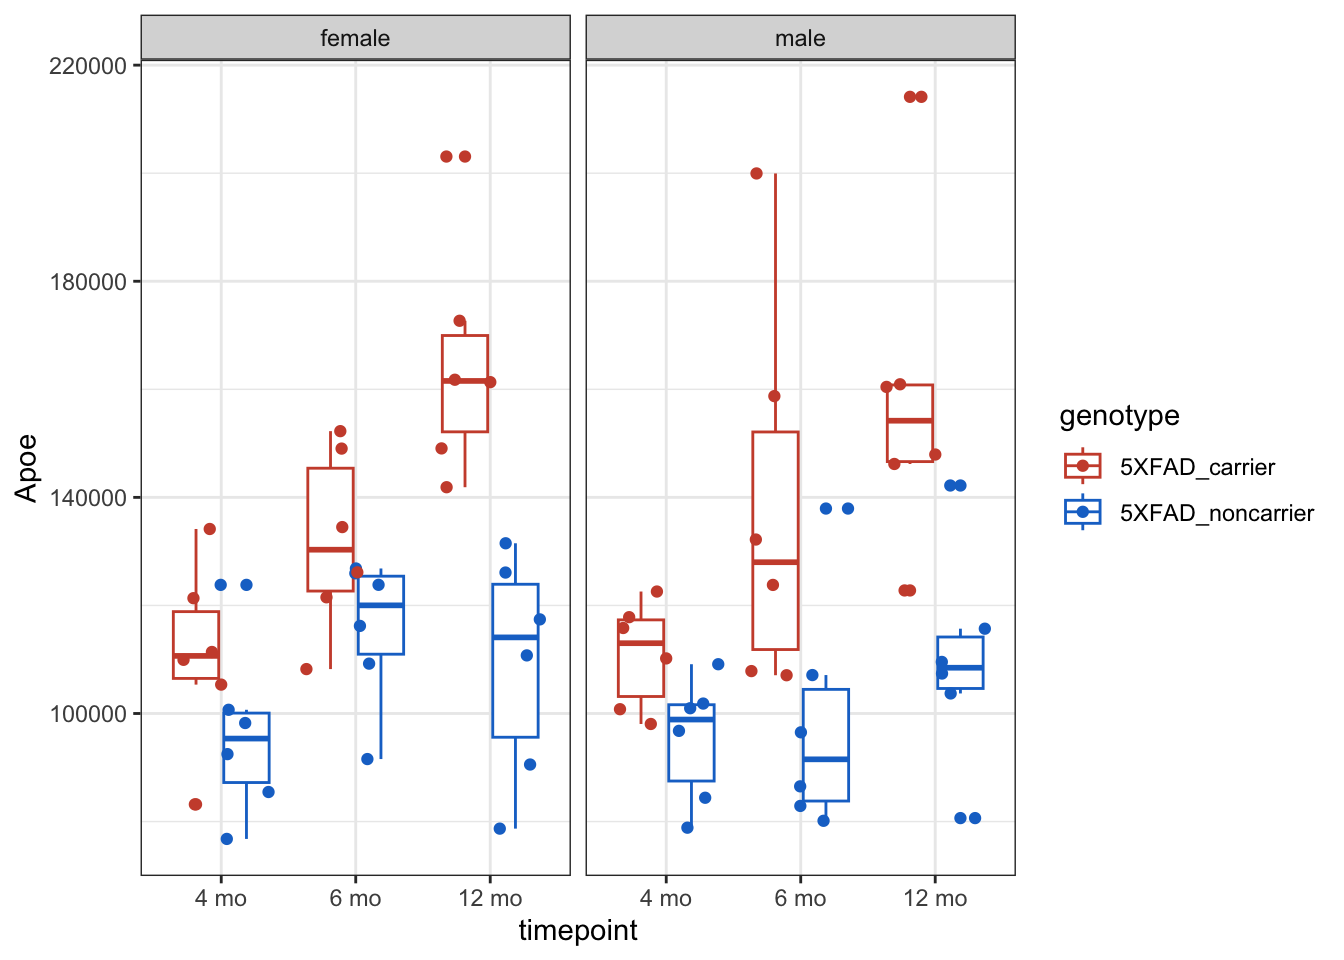 female
male
220000
180000
140000
100000
Apoe
4 mo
6 mo
12 mo
4 mo
6 mo
12 mo
timepoint
genotype
5XFAD_carrier
5XFAD_noncarrier